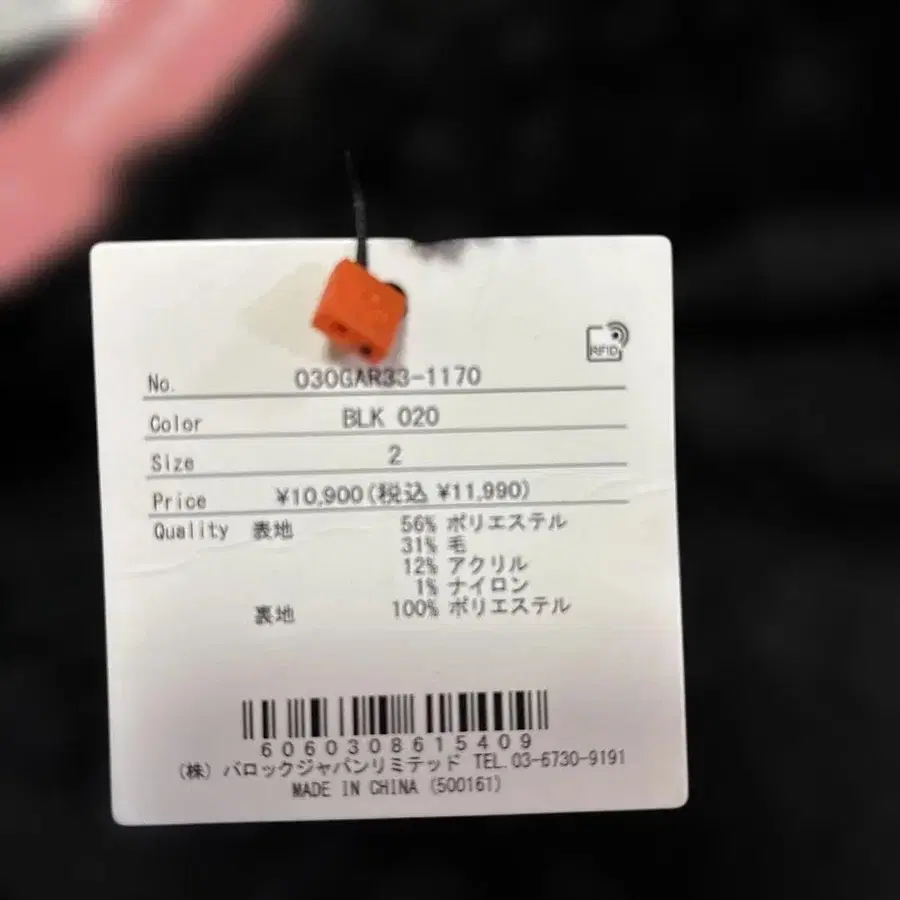 RFID
No. 030GAR33-1170
Color BLK 020
Size 2
Price ¥10,900(税込 ¥11,990)
Quality 表地 56% ポリエステル
31% 毛
12% アクリル
1% ナイロン
裏地 100% ポリエステル
6060308615409
(株) バロックジャパンリミテッド TEL.03-6730-9191
MADE IN CHINA (500161)